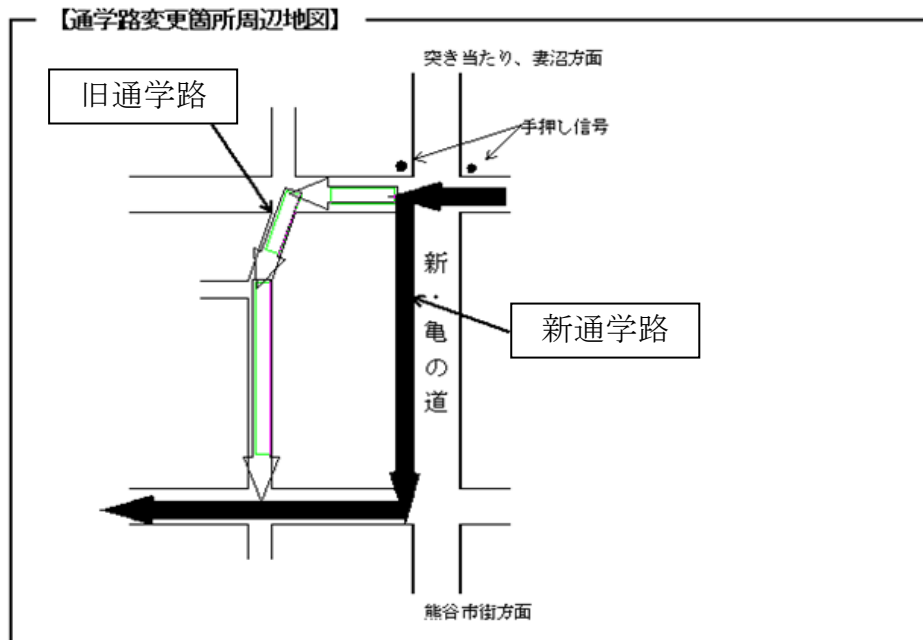 【通学路変更箇所周辺地図】
突き当たり、妻沼方面
旧通学路
手押し信号
新・亀の道
新通学路
熊谷市街方面